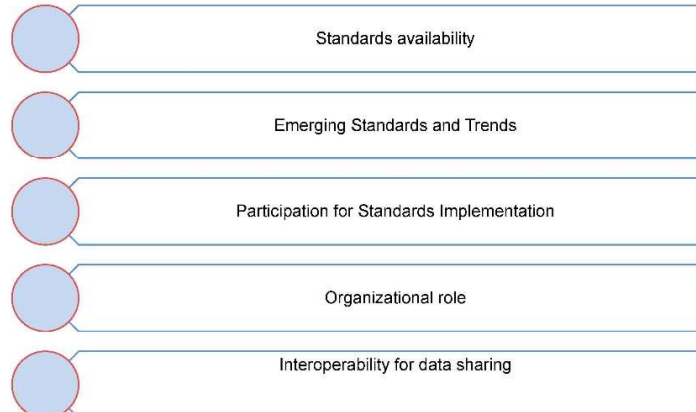 Standards availability
Emerging Standards and Trends
Participation for Standards Implementation
Organizational role
Interoperability for data sharing